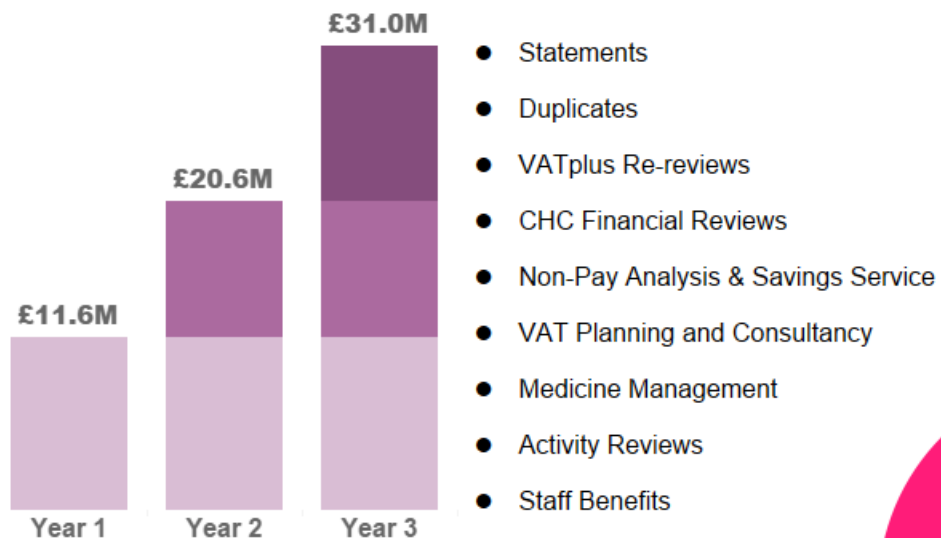 £31.0M
£20.6M
£11.6M
Year 1
Year 2
Year 3
● Statements
● Duplicates
● VATplus Re-reviews
● CHC Financial Reviews
● Non-Pay Analysis & Savings Service
● VAT Planning and Consultancy
● Medicine Management
● Activity Reviews
● Staff Benefits